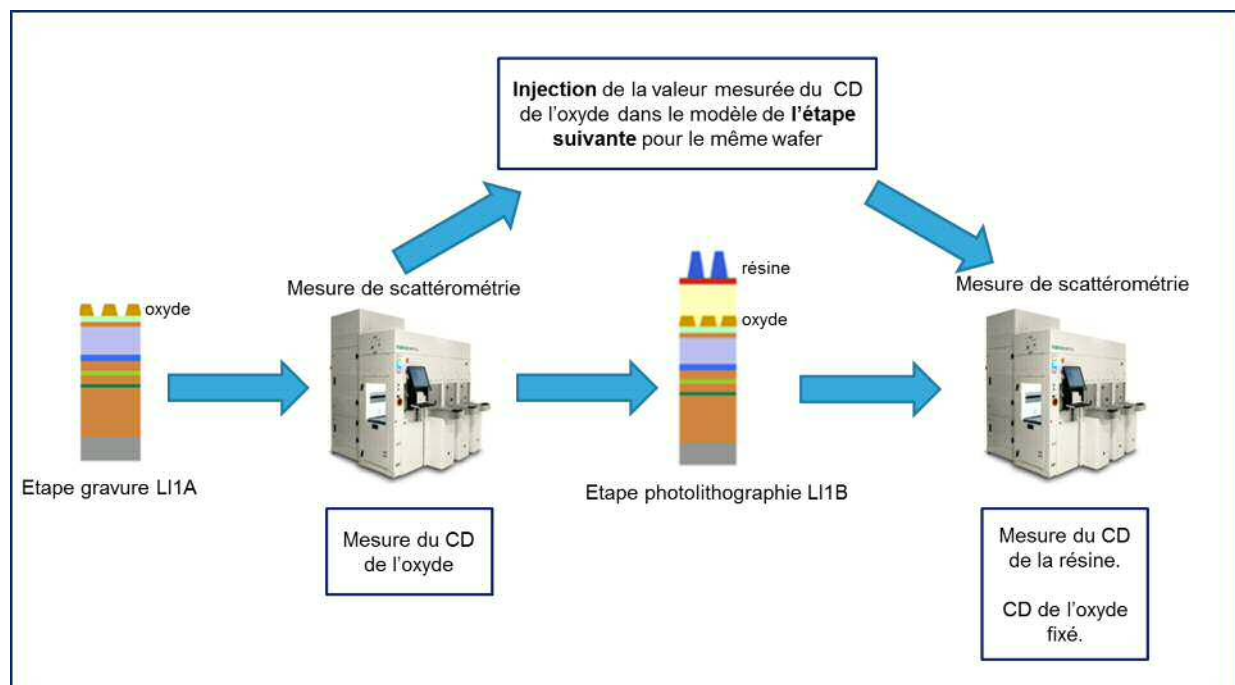 Injection de la valeur mesurée du CD
de l'oxyde dans le modèle de l'étape
suivante pour le même wafer
résine
Mesure de scattérométrie
Mesure de scattérométrie
oxyde
oxyde
Etape gravure LI1A
Etape photolithographie LI1B
Mesure du CD
de l'oxyde
Mesure du CD
de la résine.
CD de l'oxyde
fixé.